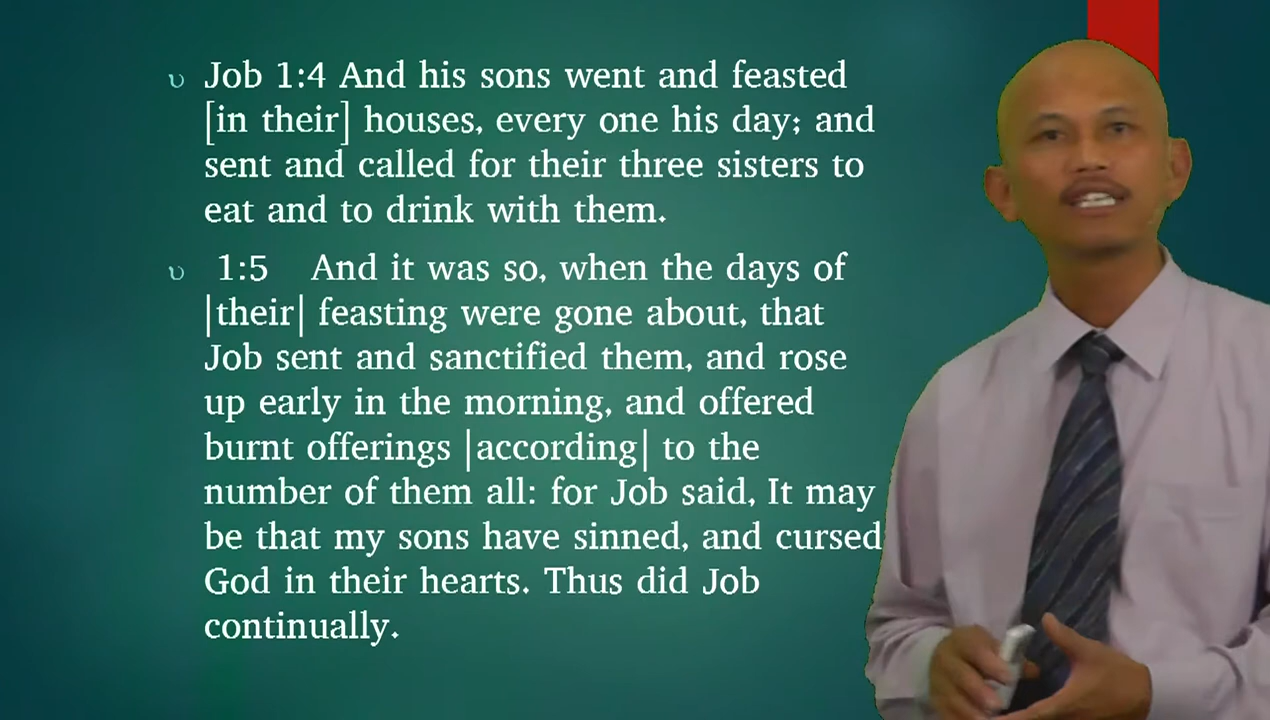 υ Job 1:4 And his sons went and feasted
[in their] houses, every one his day; and
sent and called for their three sisters to
eat and to drink with them.
υ 1:5 And it was so, when the days of
|their| feasting were gone about, that
Job sent and sanctified them, and rose
up early in the morning, and offered
burnt offerings |according| to the
number of them all: for Job said, It may
be that my sons have sinned, and cursed
God in their hearts. Thus did Job
continually.